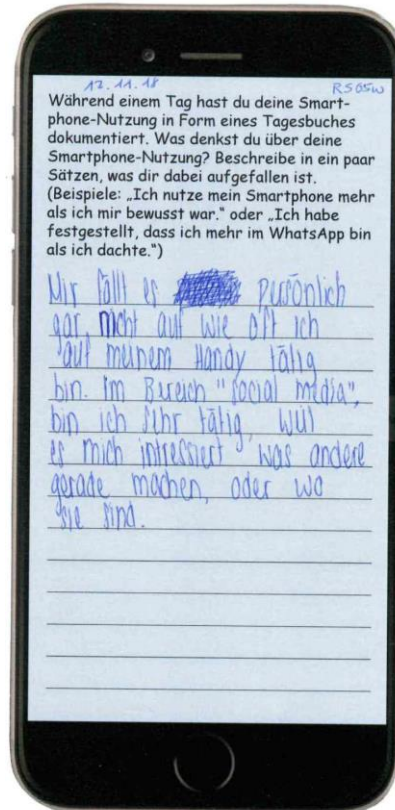 12.11.18 RS05w
Während einem Tag hast du deine Smart-
phone-Nutzung in Form eines Tagesbuches
dokumentiert. Was denkst du über deine
Smartphone-Nutzung? Beschreibe in ein paar
Sätzen, was dir dabei aufgefallen ist.
(Beispiele: „Ich nutze mein Smartphone mehr
als ich mir bewusst war." oder „Ich habe
festgestellt, dass ich mehr im WhatsApp bin
als ich dachte.")
Mir fällt es persönlich
gar nicht auf wie oft ich
auf meinem Handy tätig
bin. Im Bereich "social media",
bin ich sehr tätig, weil
es mich intressiert, was andere
gerade machen, oder wo
sie sind.